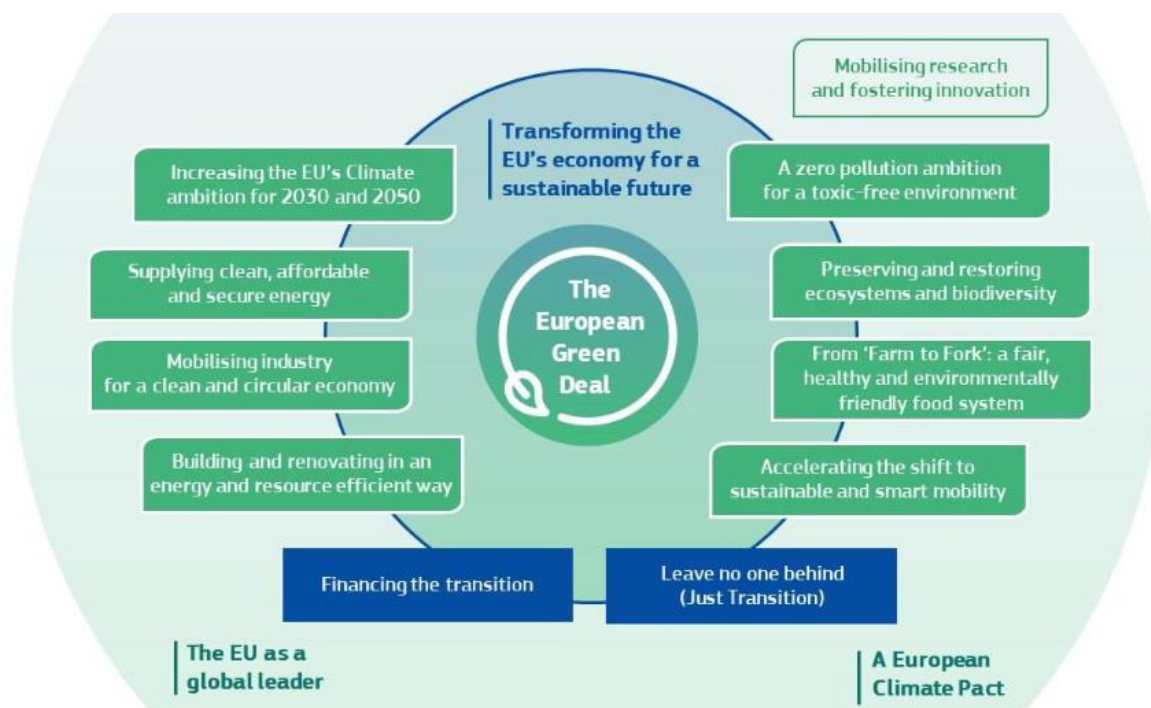 Mobilising research
and fostering innovation
Transforming the
EU's economy for a
sustainable future
Increasing the EU's Climate
ambition for 2030 and 2050
A zero pollution ambition
for a toxic-free environment
Supplying clean, affordable
and secure energy
Preserving and restoring
ecosystems and biodiversity
The
European
Green
Deal
Mobilising industry
for a clean and circular economy
From ‘Farm to Fork’: a fair,
healthy and environmentally
friendly food system
Building and renovating in an
energy and resource efficient way
Accelerating the shift to
sustainable and smart mobility
Financing the transition
Leave no one behind
(Just Transition)
The EU as a
global leader
A European
Climate Pact